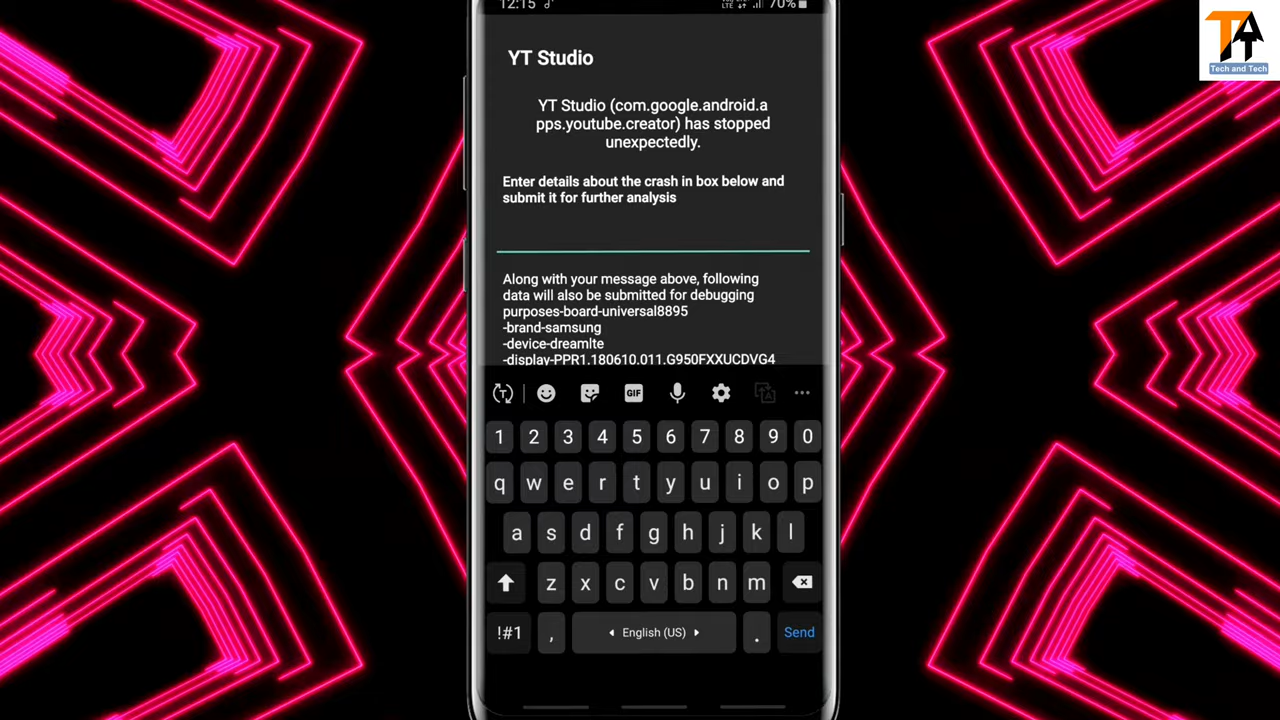 12:15
LTE
70%
TAT
Tech and Tech
YT Studio
YT Studio (com.google.android.a
pps.youtube.creator) has stopped
unexpectedly.
Enter details about the crash in box below and
submit it for further analysis
Along with your message above, following
data will also be submitted for debugging
purposes-board-universal8895
-brand-samsung
-device-dreamlte
-display-PPR1.180610.011.G950FXXUCDVG4
T GIF A
1 2 3 4 5 6 7 8 9 0
q w e r t y u i o p
a s d f g h j k l
z x c v b n m
!#1 , English (US) . Send